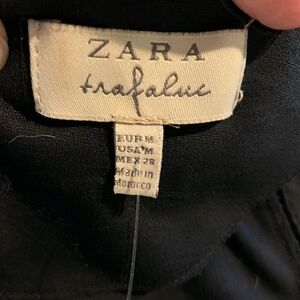 ZARA
trafaluc
EUR M
USA M
MEX 28
Made in
Morocco